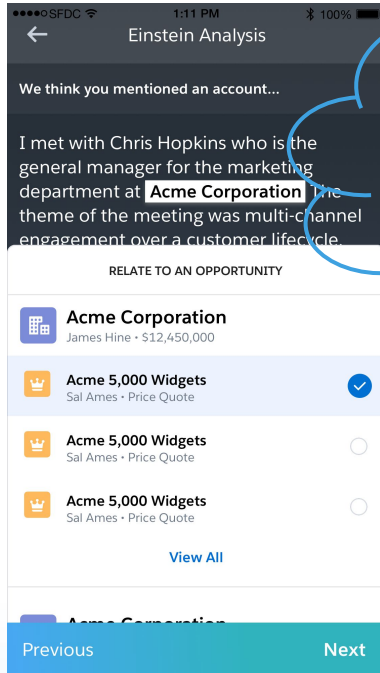 SFDC 1:11 PM 100%
Einstein Analysis
We think you mentioned an account...
I met with Chris Hopkins who is the
general manager for the marketing
department at Acme Corporation The
theme of the meeting was multi-channel
engagement over a customer lifecycle.
RELATE TO AN OPPORTUNITY
Acme Corporation
James Hine • $12,450,000
Acme 5,000 Widgets
Sal Ames • Price Quote
Acme 5,000 Widgets
Sal Ames • Price Quote
Acme 5,000 Widgets
Sal Ames • Price Quote
View All
Acme Corporation
Previous Next